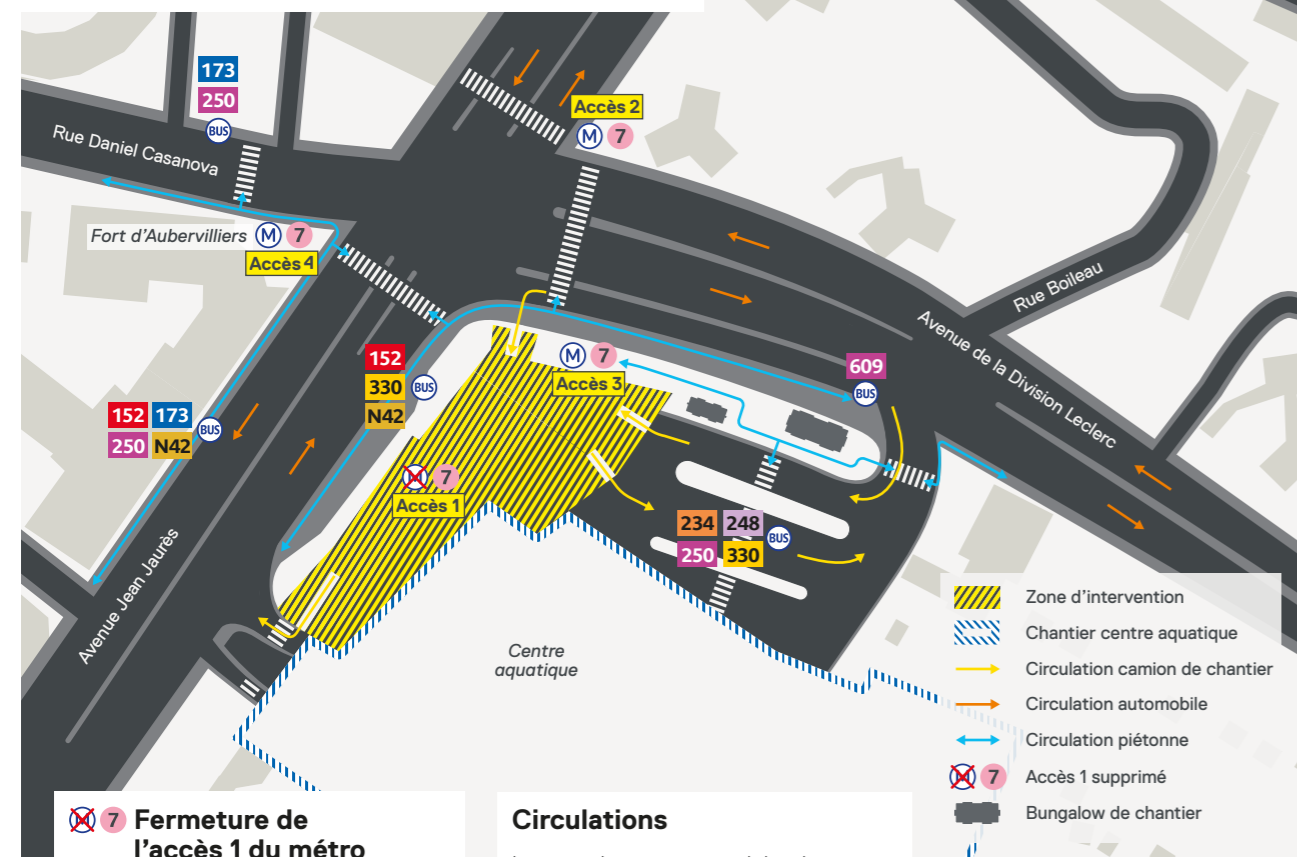 173
250
BUS
Rue Daniel Casanova
Accès 2
M 7
Fort d'Aubervilliers M 7
Accès 4
Rue Boileau
Avenue de la Division Leclerc
152
330
N42
BUS
M 7
Accès 3
609
BUS
152 173
250 N42
BUS
M 7
Accès 1
234 248
250 330
BUS
Avenue Jean Jaurès
Centre
aquatique
Zone d'intervention
Chantier centre aquatique
Circulation camion de chantier
Circulation automobile
Circulation piétonne
M 7 Accès 1 supprimé
Bungalow de chantier
M 7 Fermeture de
l'accès 1 du métro
Circulations